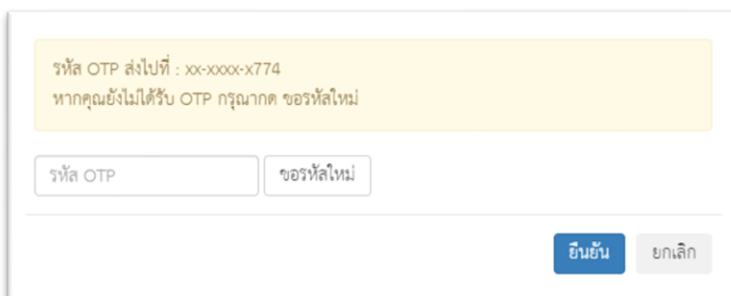 รหัส OTP ส่งไปที่ : xx-xxxx-x774
หากคุณยังไม่ได้รับ OTP กรุณากด ขอรหัสใหม่
รหัส OTP
ขอรหัสใหม่
ยืนยัน
ยกเลิก